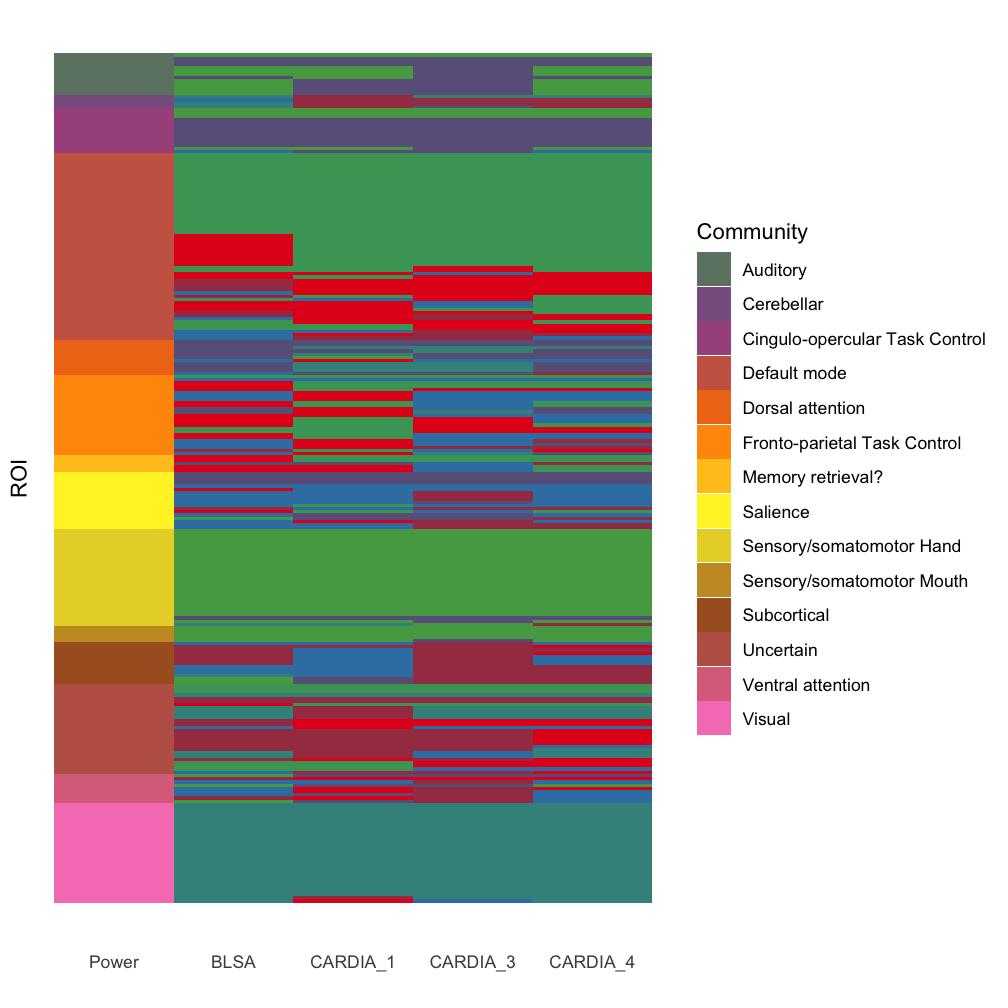 Community
Auditory
Cerebellar
Cingulo-opercular Task Control
Default mode
Dorsal attention
Fronto-parietal Task Control
Memory retrieval?
Salience
Sensory/somatomotor Hand
Sensory/somatomotor Mouth
Subcortical
Uncertain
Ventral attention
Visual
ROI
Power BLSA CARDIA_1 CARDIA_3 CARDIA_4